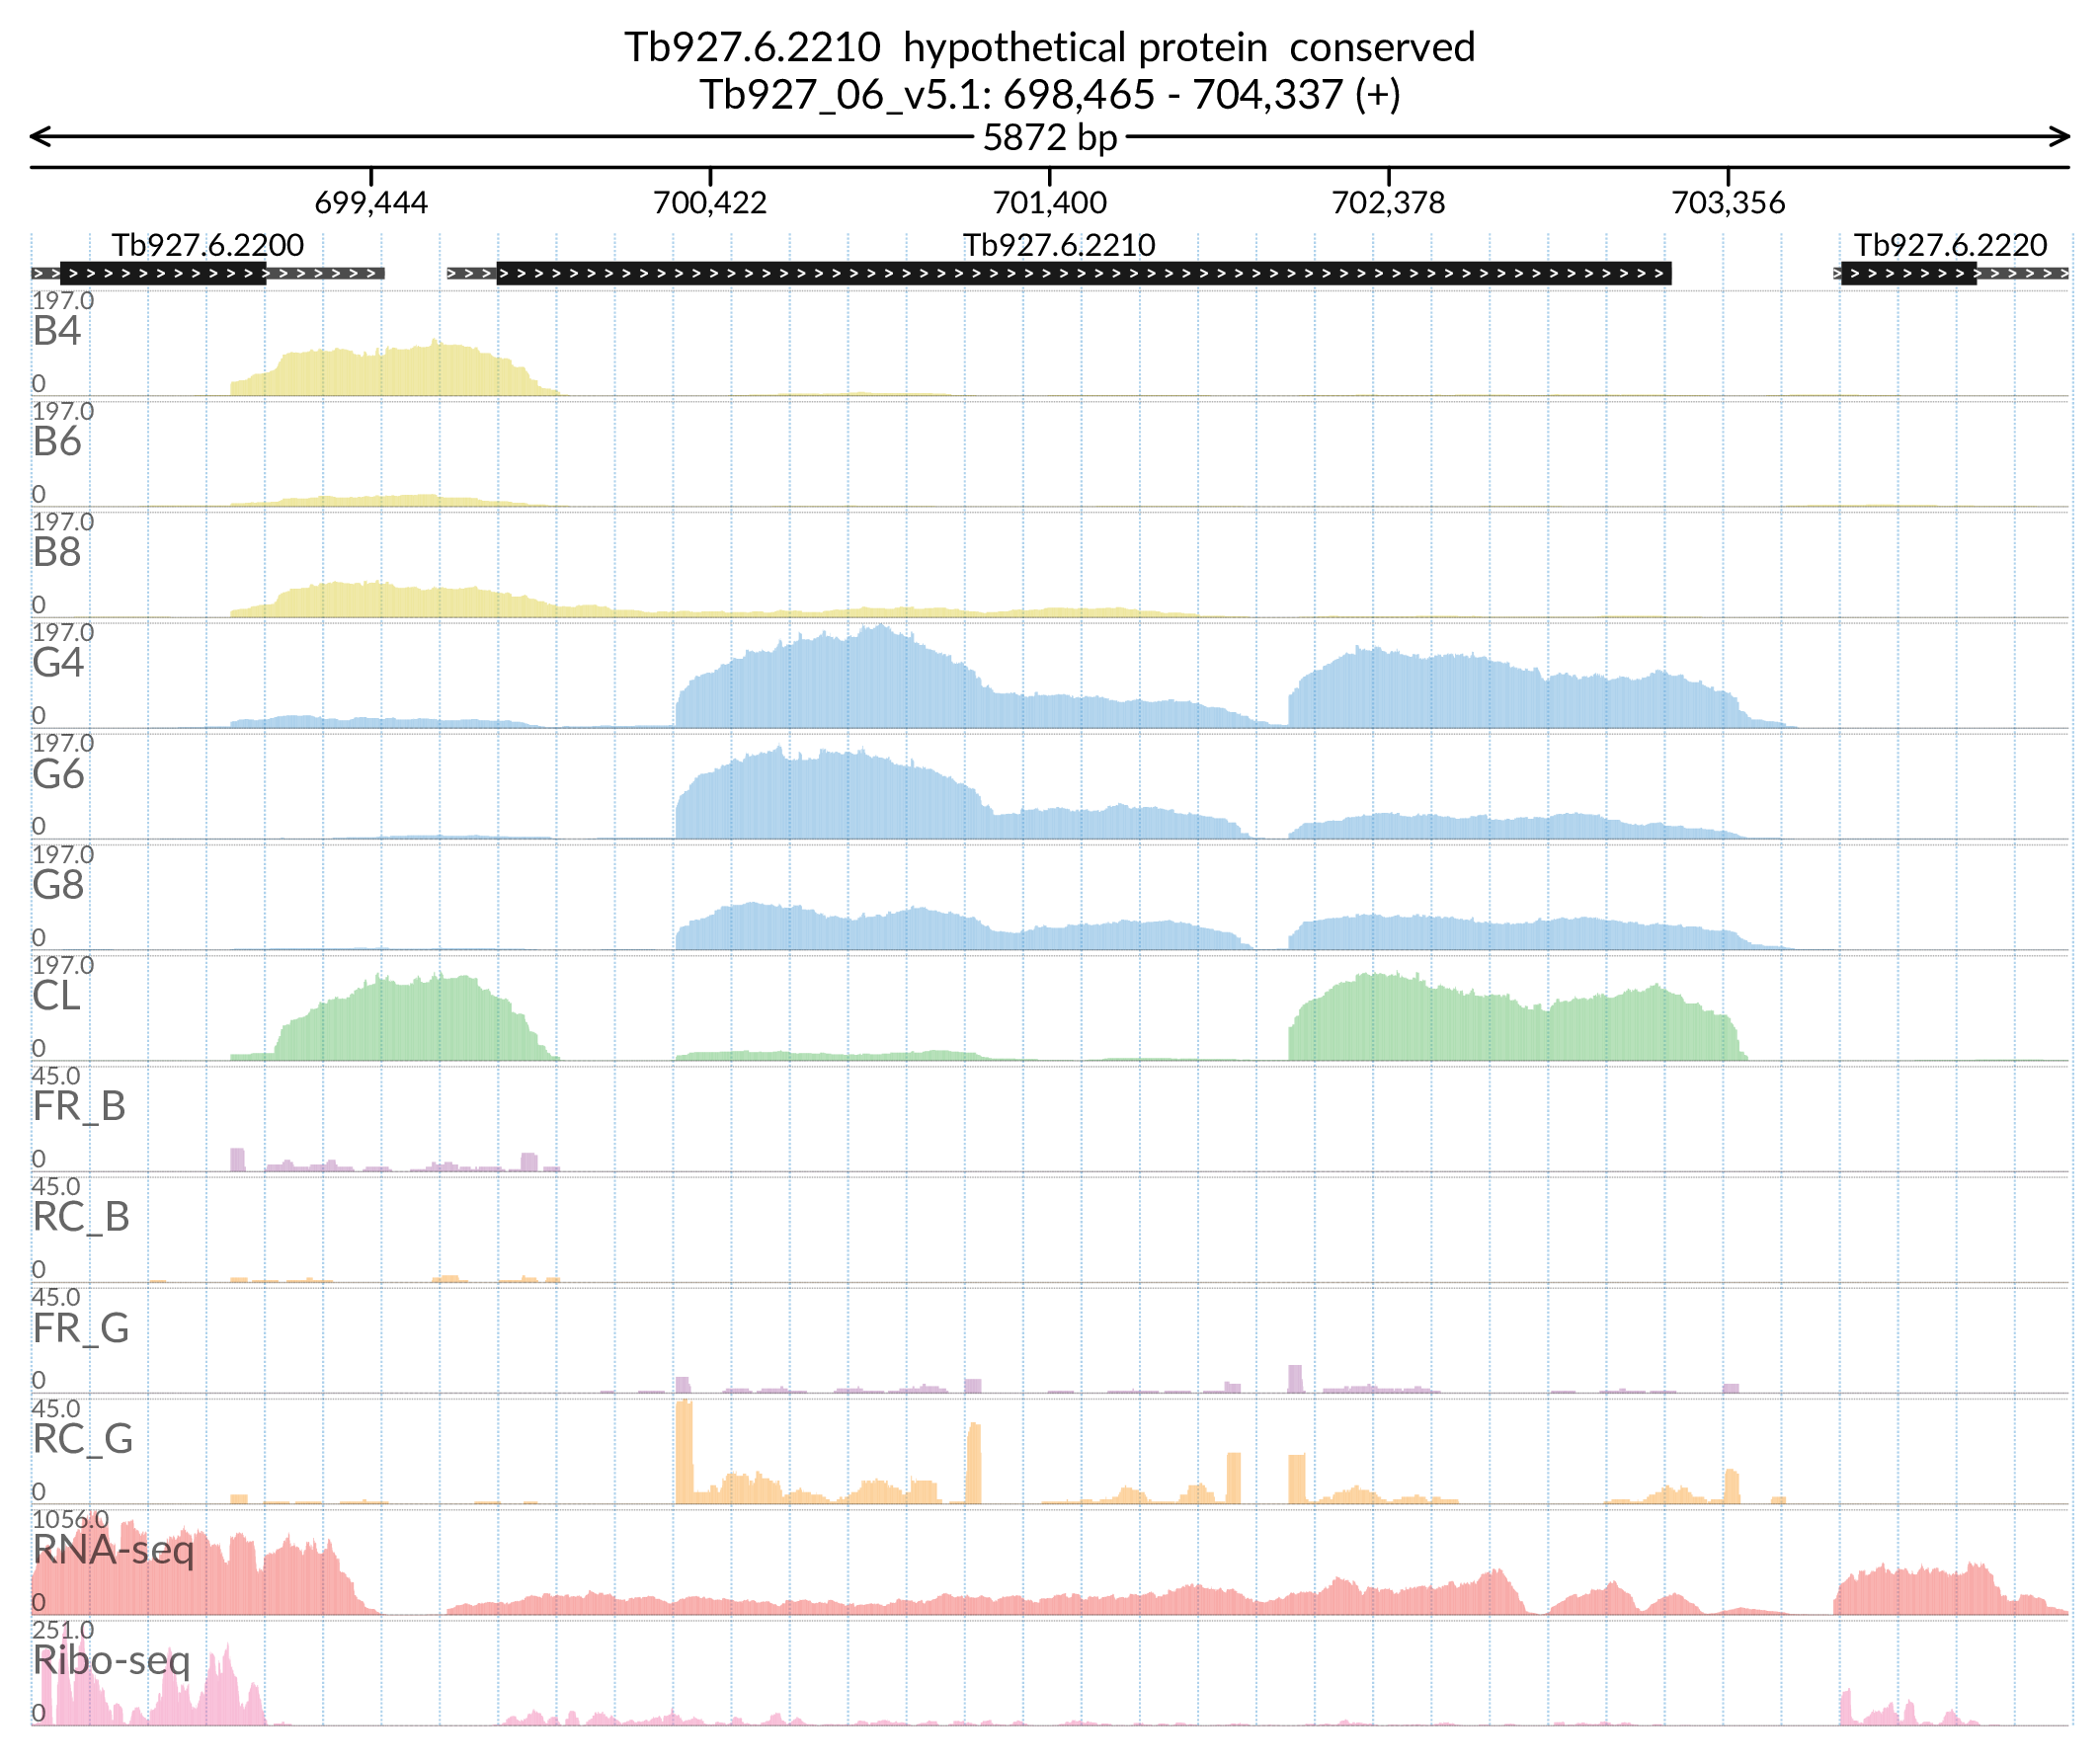 Tb927.6.2210 hypothetical protein conserved
Tb927_06_v5.1: 698,465 - 704,337 (+)
5872 bp
699,444 700,422 701,400 702,378 703,356
Tb927.6.2200 Tb927.6.2210 Tb927.6.2220
197.0
B4
0
197.0
B6
0
197.0
B8
0
197.0
G4
0
197.0
G6
0
197.0
G8
0
197.0
CL
0
45.0
FR_B
0
45.0
RC_B
0
45.0
FR_G
0
45.0
RC_G
0
1056.0
RNA-seq
0
251.0
Ribo-seq
0